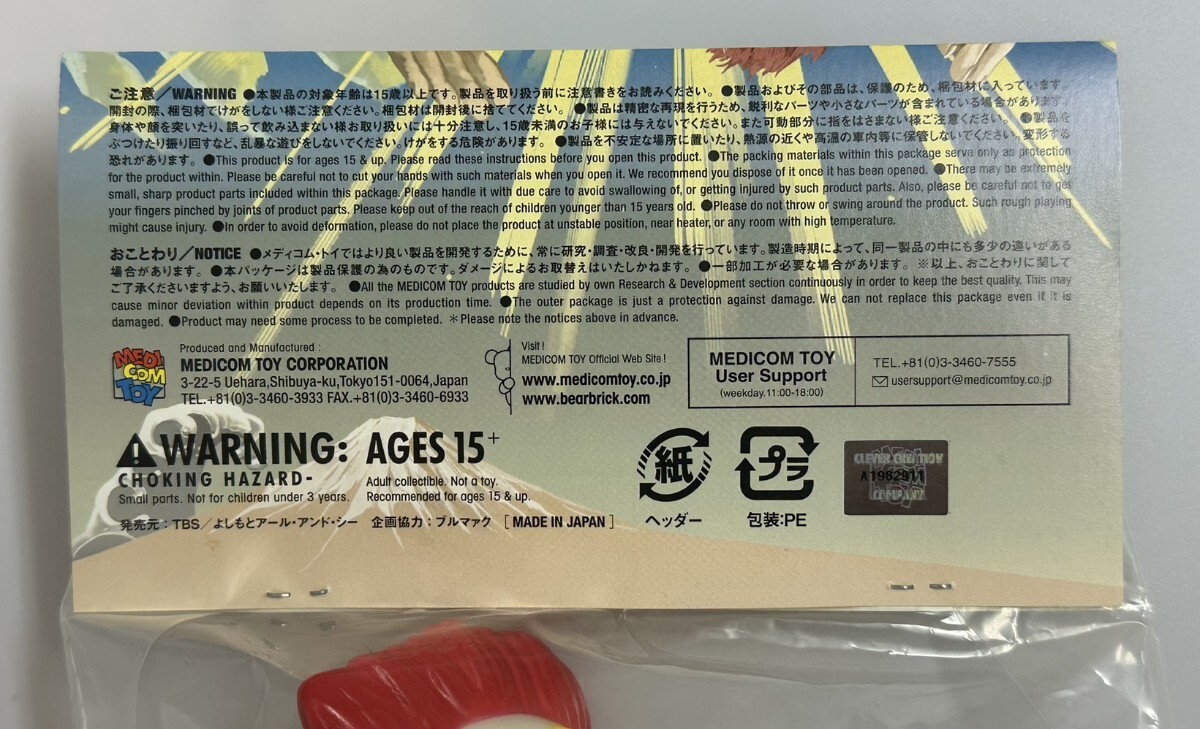 ご注意/WARNING ●本製品の対象年齢は15歳以上です。製品を取り扱う前に注意書きをお読みください。 ●製品およびその部品は、保護のため、梱包材に入っています。
開封の際、梱包材でけがをしない様ご注意ください。梱包材は開封後に捨ててください。 ●製品は精密な再現を行うため、鋭利なパーツや小さなパーツが含まれている場合があります。
身体や顔を突いたり、誤って飲み込まない様お取り扱いには十分注意し、15歳未満のお子様には与えないでください。また可動部分に指をはさまない様ご注意ください。 ●製品を
ぶつけたり振り回すなど、乱暴な遊びをしないでください。けがをする危険があります。 ●製品を不安定な場所に置いたり、熱源の近くや高温の車内等に保管しないでください。変形する
恐れがあります。 ●This product is for ages 15 & up. Please read these instructions before you open this product. ●The packing materials within this package serve only as protection
for the product within. Please be careful not to cut your hands with such materials when you open it. We recommend you dispose of it once it has been opened. ●There may be extremely
small, sharp product parts included within this package. Please handle it with due care to avoid swallowing of, or getting injured by such product parts. Also, please be careful not to get
your fingers pinched by joints of product parts. Please keep out of the reach of children younger than 15 years old. ●Please do not throw or swing around the product. Such rough playing
might cause injury. ●In order to avoid deformation, please do not place the product at unstable position, near heater, or any room with high temperature.
おことわり/NOTICE ●メディコム・トイではより良い製品を開発するために、常に研究・調査・改良・開発を行っています。製造時期によって、同一製品の中にも多少の違いがある
場合があります。 ●本パッケージは製品保護の為のものです。ダメージによるお取替えはいたしかねます。 ●一部加工が必要な場合があります。 ※以上、おことわりに関して
ご了承くださいますよう、お願いいたします。 ●All the MEDICOM TOY products are studied by own Research & Development section continuously in order to keep the best quality. This may
cause minor deviation within product depends on its production time. ●The outer package is just a protection against damage. We can not replace this package even if it is
damaged. ●Product may need some process to be completed. ＊Please note the notices above in advance.
MEDI COM TOY
Produced and Manufactured :
MEDICOM TOY CORPORATION
3-22-5 Uehara,Shibuya-ku,Tokyo151-0064,Japan
TEL.+81(0)3-3460-3933 FAX.+81(0)3-3460-6933
Visit !
MEDICOM TOY Official Web Site !
www.medicomtoy.co.jp
www.bearbrick.com
MEDICOM TOY
User Support
(weekday.11:00-18:00)
TEL.+81(0)3-3460-7555
usersupport@medicomtoy.co.jp
WARNING:
CHOKING HAZARD-
Small parts. Not for children under 3 years.
AGES 15+
Adult collectible. Not a toy.
Recommended for ages 15 & up.
紙
ヘッダー
プラ
包装:PE
CLEVER CREATION
A1962911
COMPANY
発売元：TBS/よしもとアール・アンド・シー 企画協力：ブルマァク [ MADE IN JAPAN ]